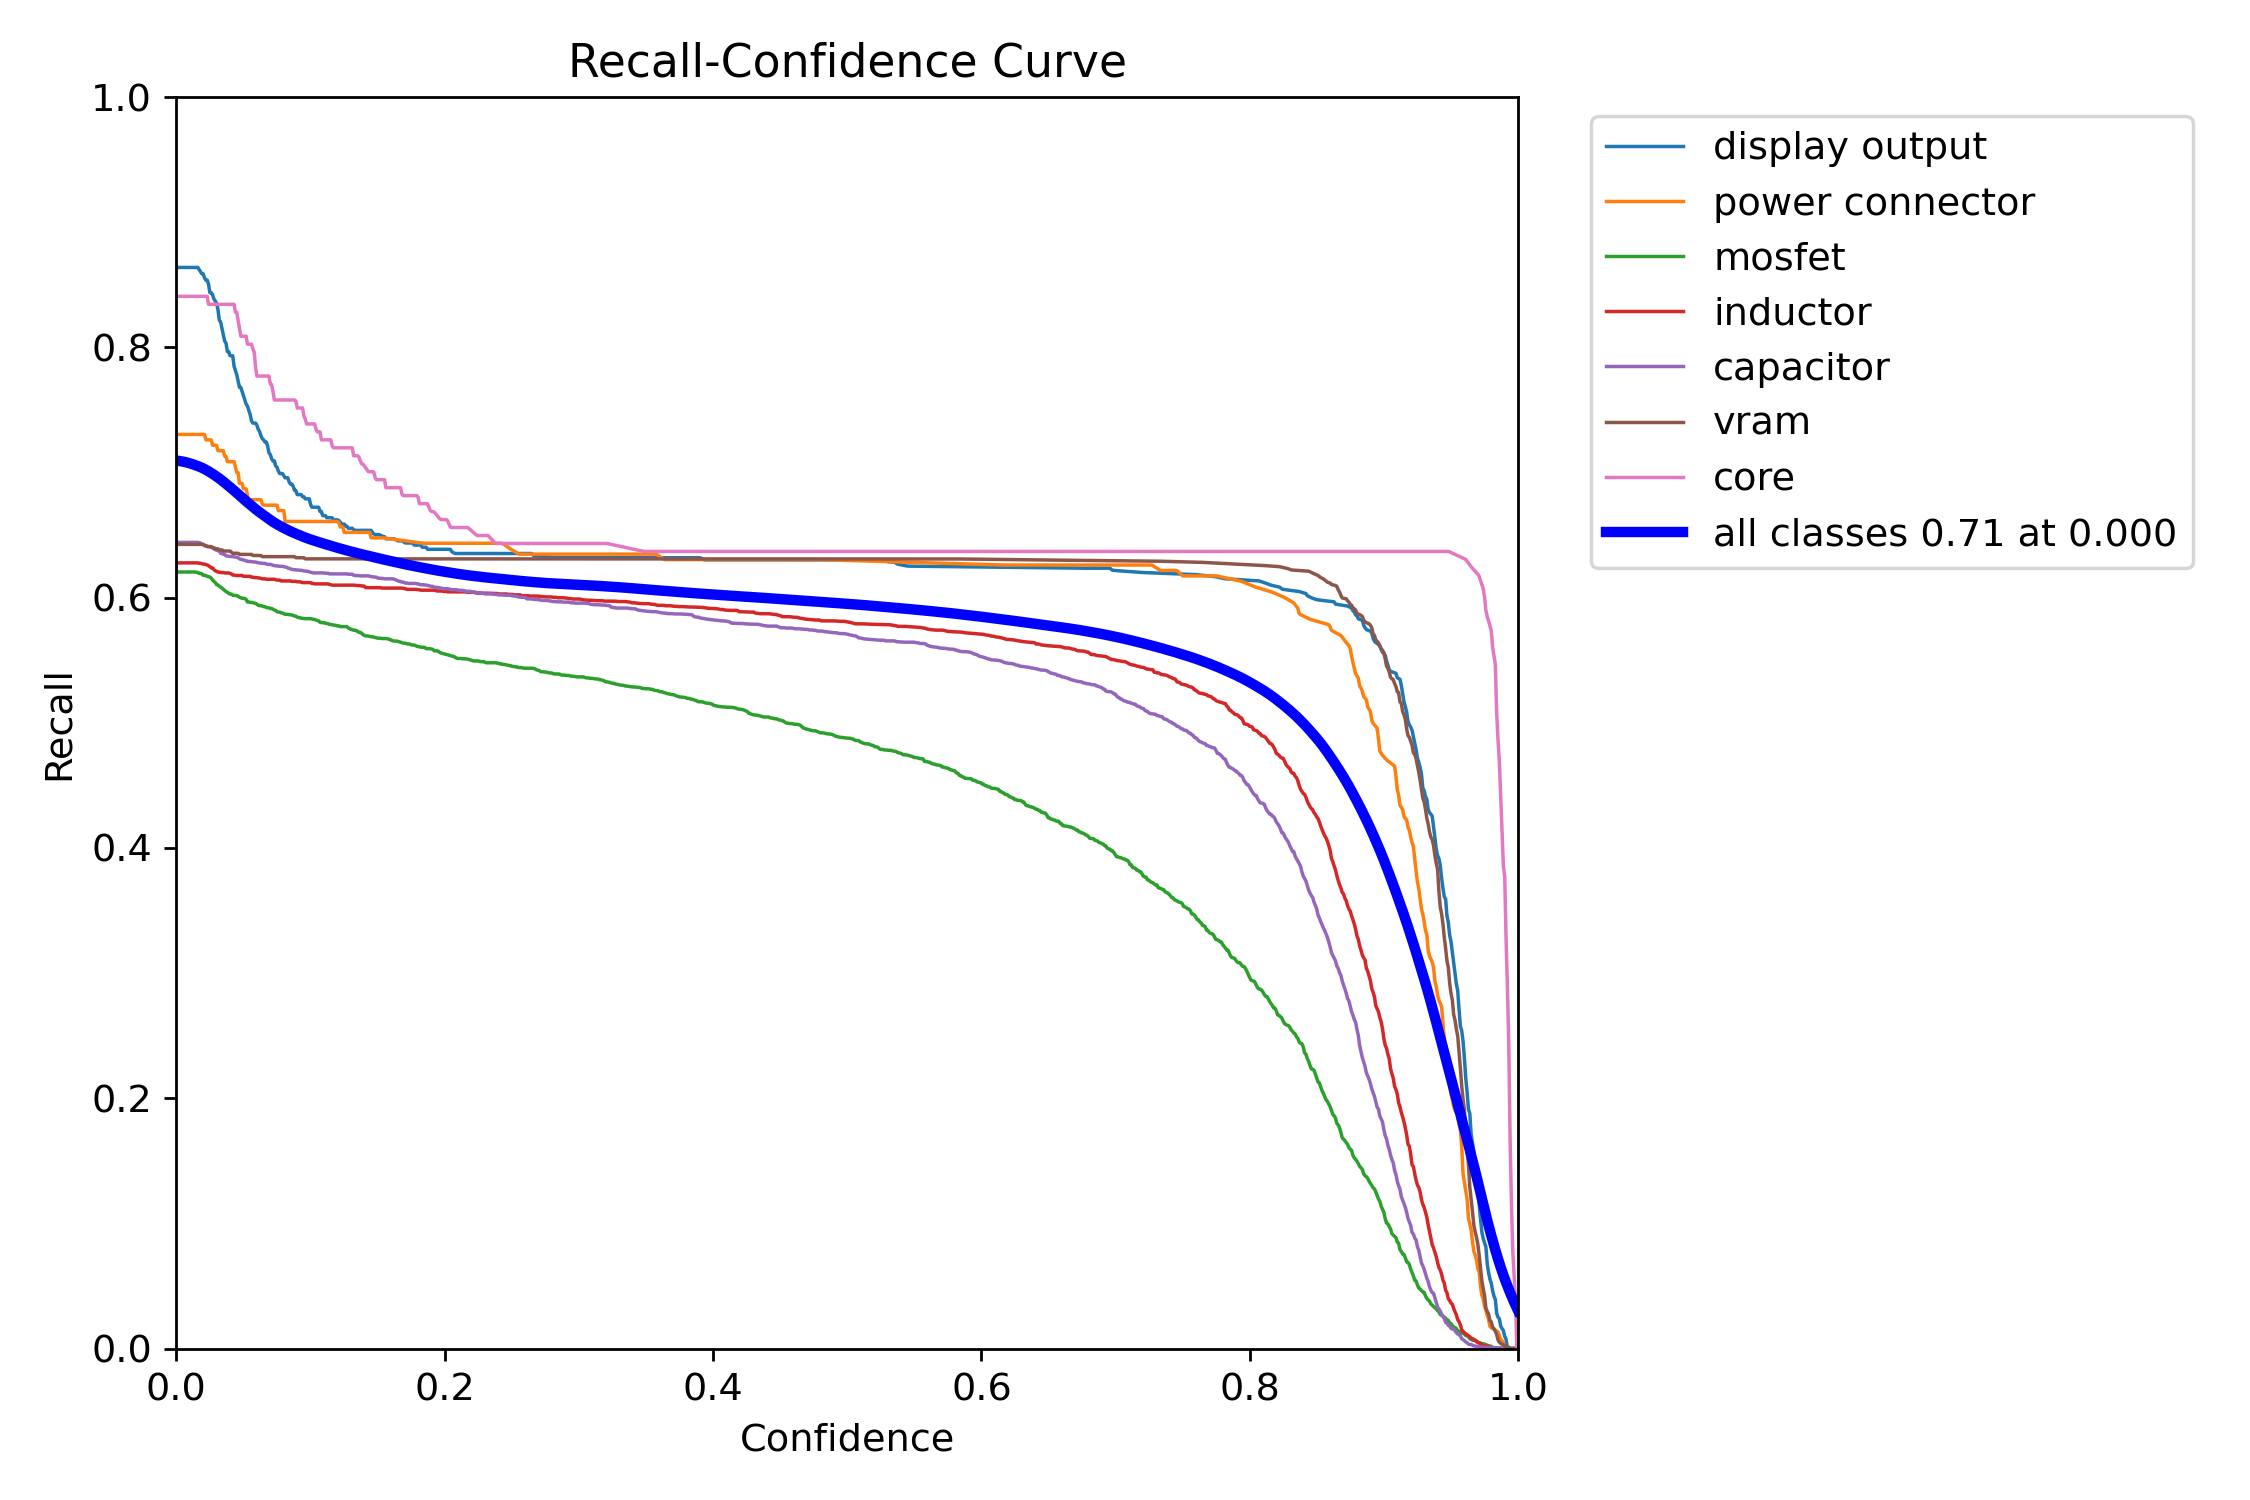 Recall-Confidence Curve
1.0
0.8
0.6
0.4
0.2
0.0
Recall
0.0 0.2 0.4 0.6 0.8 1.0
Confidence
display output
power connector
mosfet
inductor
capacitor
vram
core
all classes 0.71 at 0.000